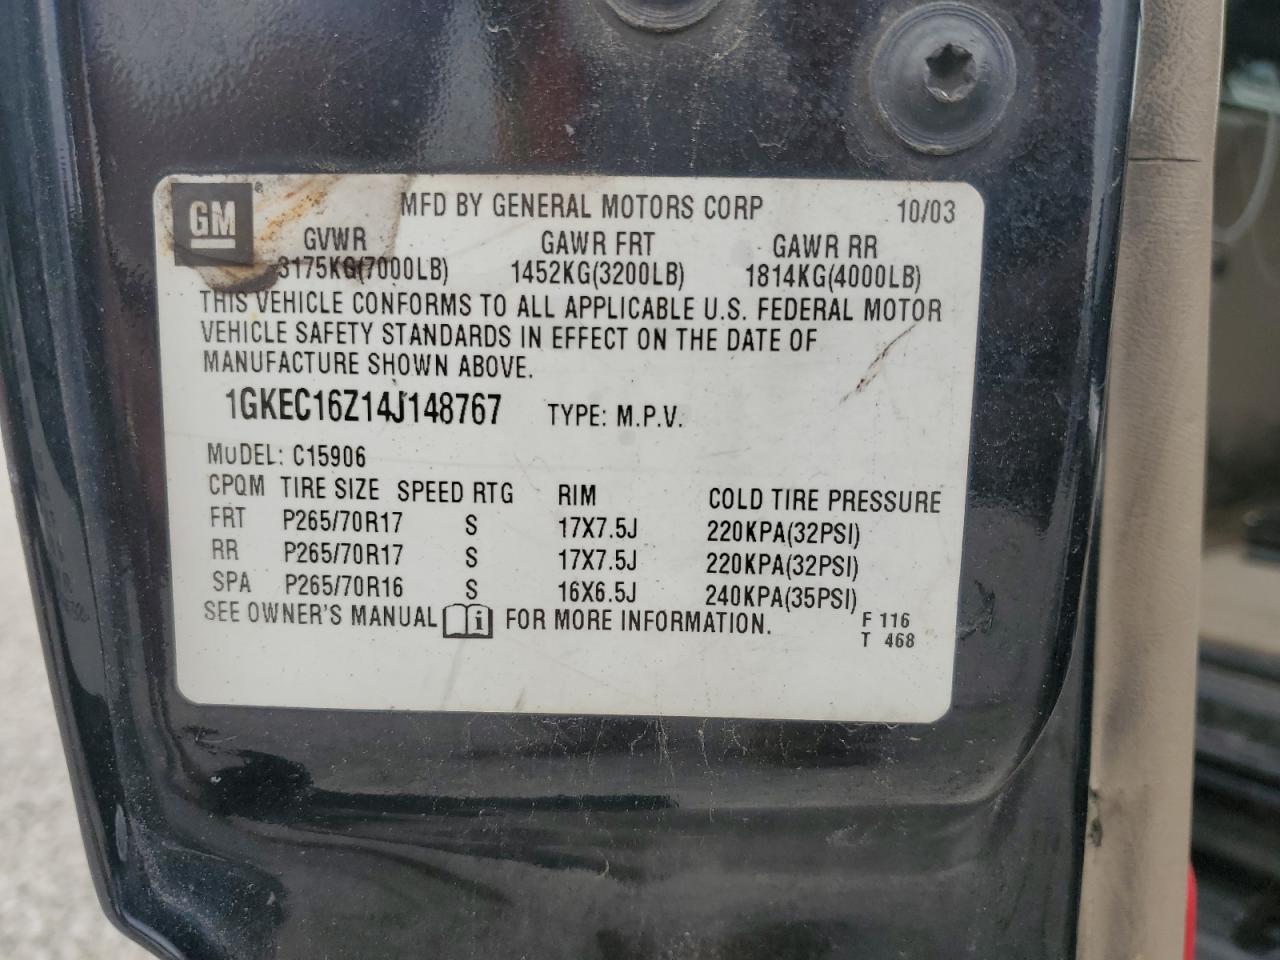 GM ®
MFD BY GENERAL MOTORS CORP 10/03
GVWR GAWR FRT GAWR RR
3175KG(7000LB) 1452KG(3200LB) 1814KG(4000LB)
THIS VEHICLE CONFORMS TO ALL APPLICABLE U.S. FEDERAL MOTOR
VEHICLE SAFETY STANDARDS IN EFFECT ON THE DATE OF
MANUFACTURE SHOWN ABOVE.
1GKEC16Z14J148767 TYPE: M.P.V.
MODEL: C15906
CPQM TIRE SIZE SPEED RTG RIM COLD TIRE PRESSURE
FRT P265/70R17 S 17X7.5J 220KPA(32PSI)
RR P265/70R17 S 17X7.5J 220KPA(32PSI)
SPA P265/70R16 S 16X6.5J 240KPA(35PSI)
SEE OWNER'S MANUAL i FOR MORE INFORMATION. F 116
T 468